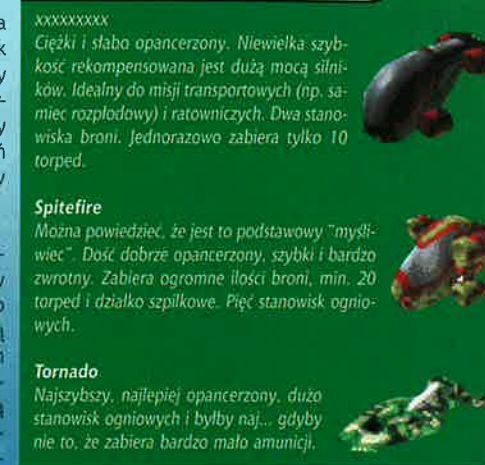 xxxxxxxxx
Ciężki i słabo opancerzony. Niewielka szyb-
kość rekompensowana jest dużą mocą silni-
ków. Idealny do misji transportowych (np. sa-
miec rozpłodowy) i ratowniczych. Dwa stano-
wiska broni. Jednorazowo zabiera tylko 10
torped.
Spitefire
Można powiedzieć, że jest to podstawowy "myśli-
wiec". Dość dobrze opancerzony, szybki i bardzo
zwrotny. Zabiera ogromne ilości broni, min. 20
torped i działko szpilkowe. Pięć stanowisk ognio-
wych.
Tornado
Najszybszy, najlepiej opancerzony, dużo
stanowisk ogniowych i byłby naj... gdyby
nie to, że zabiera bardzo mało amunicji.